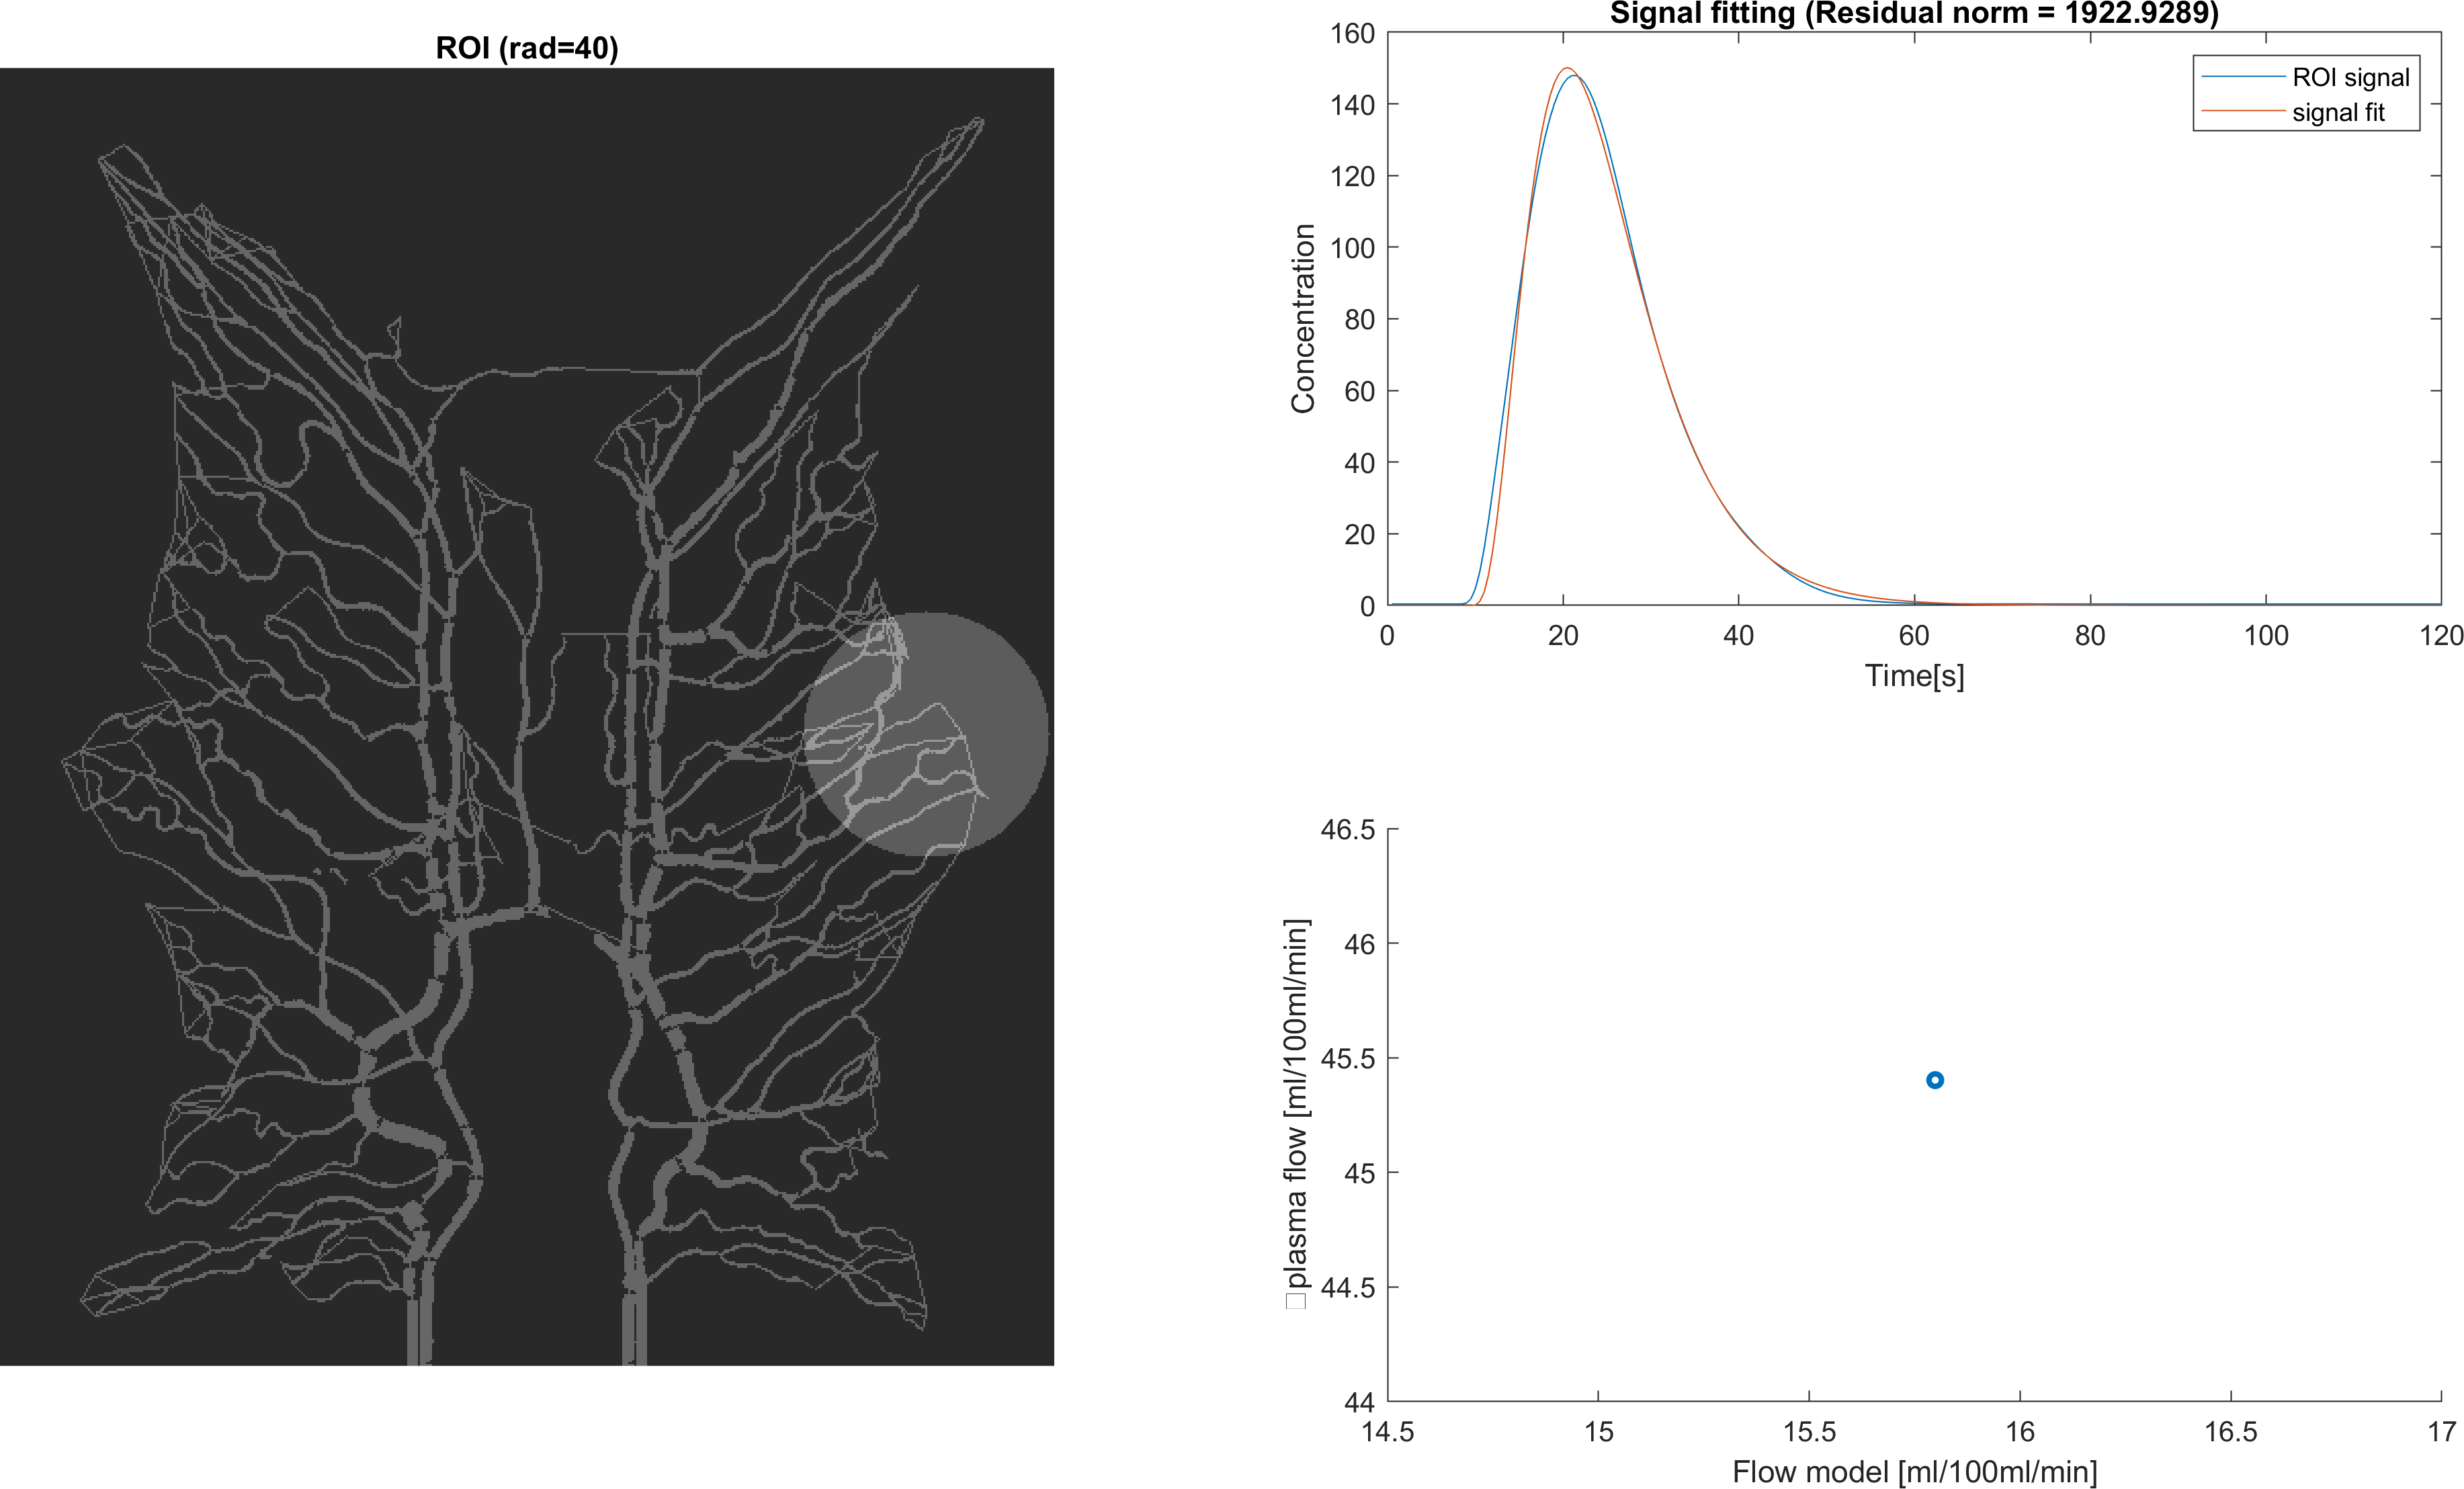 ROI (rad=40)
Signal fitting (Residual norm = 1922.9289)
160
140
120
100
80
60
40
20
0
Concentration
ROI signal
signal fit
0 20 40 60 80 100 120
Time[s]
46.5
46
45.5
45
44.5
44
□ plasma flow [ml/100ml/min]
14.5 15 15.5 16 16.5 17
Flow model [ml/100ml/min]